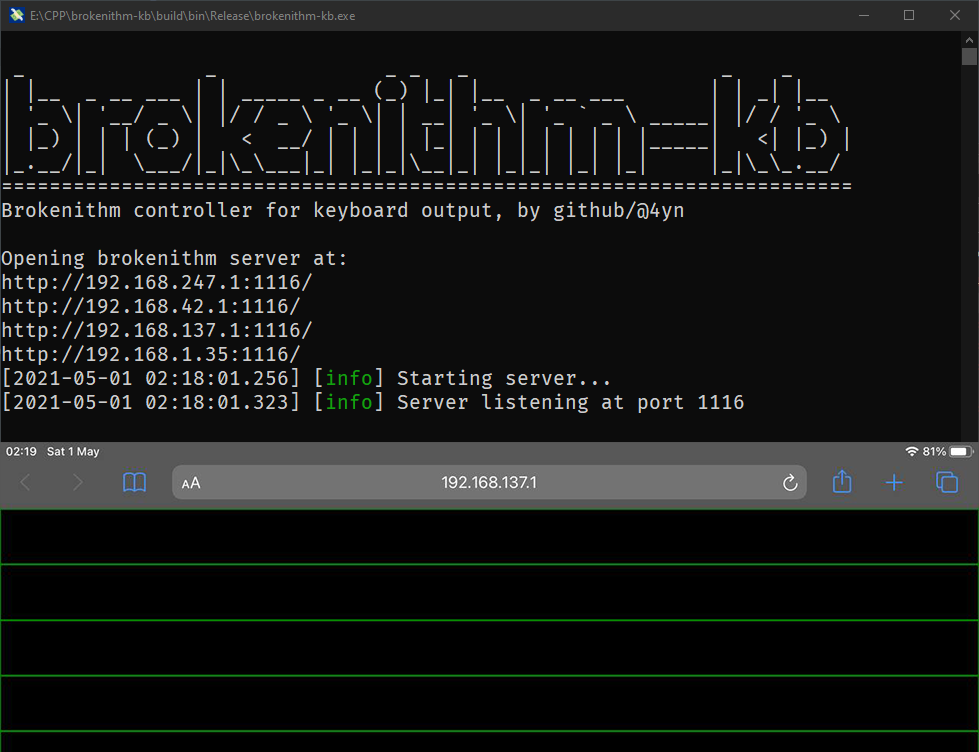 E:\CPP\brokenithm-kb\build\bin\Release\brokenithm-kb.exe
brokenithm-kb
========================================================================
Brokenithm controller for keyboard output, by github/@4yn
Opening brokenithm server at:
http://192.168.247.1:1116/
http://192.168.42.1:1116/
http://192.168.137.1:1116/
http://192.168.1.35:1116/
[2021-05-01 02:18:01.256] [info] Starting server...
[2021-05-01 02:18:01.323] [info] Server listening at port 1116
02:19 Sat 1 May 81%
AA 192.168.137.1